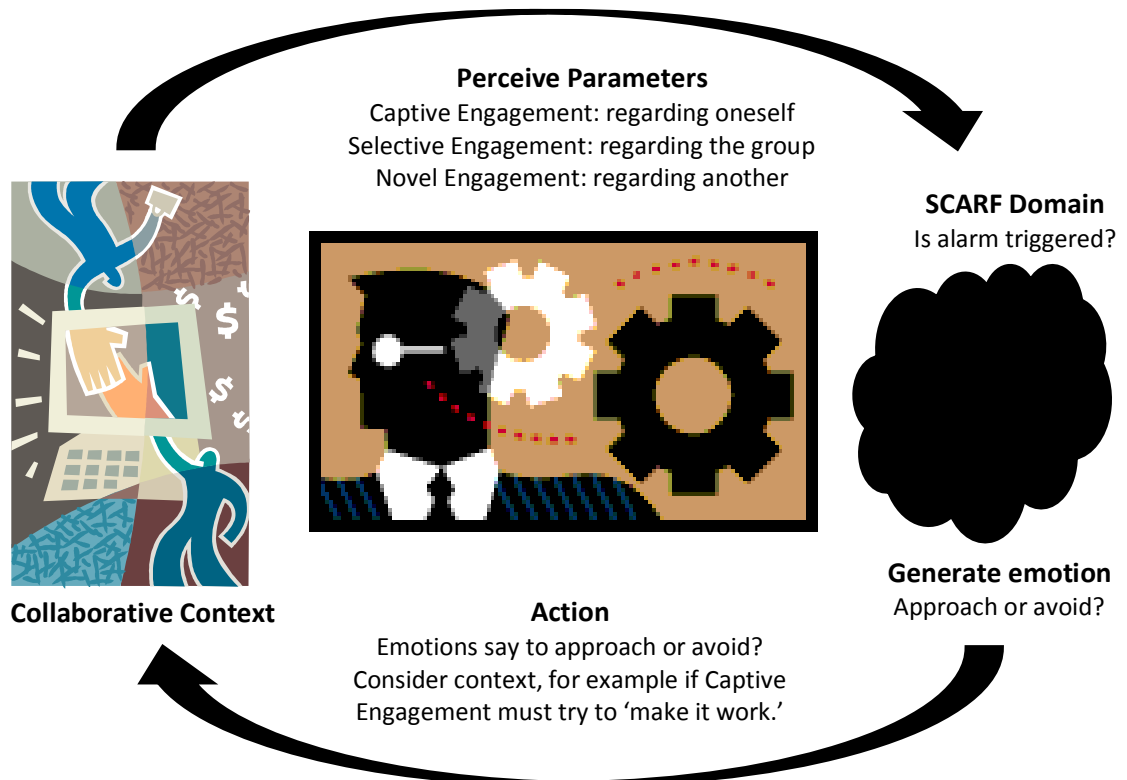 Perceive Parameters
Captive Engagement: regarding oneself
Selective Engagement: regarding the group
Novel Engagement: regarding another
SCARF Domain
Is alarm triggered?
$
$
$
$
$
Generate emotion
Approach or avoid?
Collaborative Context
Action
Emotions say to approach or avoid?
Consider context, for example if Captive
Engagement must try to ‘make it work.’